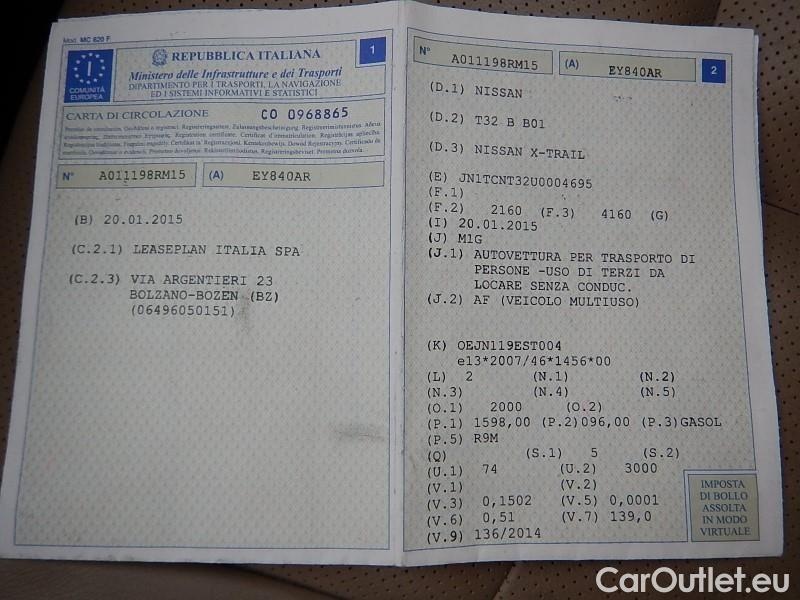 Mod. MC 820 F
I
COMUNITÀ
EUROPEA
REPUBBLICA ITALIANA
1
Ministero delle Infrastrutture e dei Trasporti
DIPARTIMENTO PER I TRASPORTI, LA NAVIGAZIONE
ED I SISTEMI INFORMATIVI E STATISTICI
CARTA DI CIRCOLAZIONE CO 0968865
N° A011198RM15 (A) EY840AR
(B) 20.01.2015
(C.2.1) LEASEPLAN ITALIA SPA
(C.2.3) VIA ARGENTIERI 23
BOLZANO-BOZEN (BZ)
(06496050151)
N° A011198RM15 (A) EY840AR 2
(D.1) NISSAN
(D.2) T32 B B01
(D.3) NISSAN X-TRAIL
(E) JN1TCNT32U0004695
(F.1)
(F.2) 2160 (F.3) 4160 (G)
(I) 20.01.2015
(J) M1G
(J.1) AUTOVETTURA PER TRASPORTO DI
PERSONE -USO DI TERZI DA
LOCARE SENZA CONDUC.
(J.2) AF (VEICOLO MULTIUSO)
(K) OEJN119EST004
e13*2007/46*1456*00
(L) 2 (N.1) (N.2)
(N.3) (N.4) (N.5)
(O.1) 2000 (O.2)
(P.1) 1598,00 (P.2)096,00 (P.3)GASOL
(P.5) R9M
(Q) (S.1) 5 (S.2)
(U.1) 74 (U.2) 3000
(V.1) (V.2)
(V.3) 0,1502 (V.5) 0,0001
(V.6) 0,51 (V.7) 139,0
(V.9) 136/2014
IMPOSTA
DI BOLLO
ASSOLTA
IN MODO
VIRTUALE
CarOutlet.eu